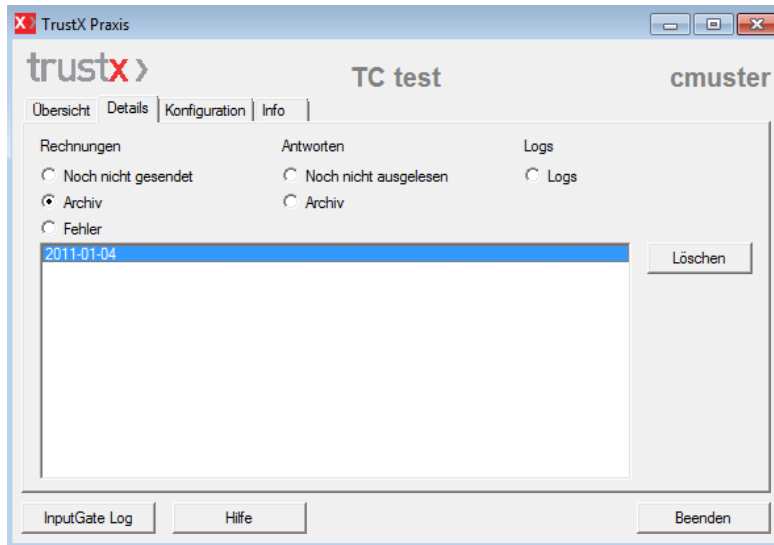 TrustX Praxis
trustx
TC test
cmuster
Übersicht Details Konfiguration Info
Rechnungen Antworten Logs
Noch nicht gesendet Noch nicht ausgelesen Logs
Archiv Archiv
Fehler
2011-01-04
Löschen
InputGate Log Hilfe Beenden